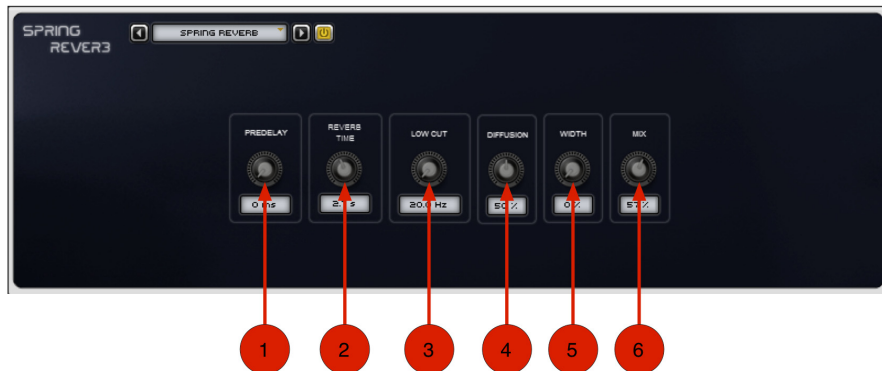 SPRING
REVERB
SPRING REVERB
PREDELAY
REVERB
TIME
LOW CUT
DIFFUSION
WIDTH
MIX
0 ms
20.0 Hz
50 %
0 %
57 %
1
2
3
4
5
6